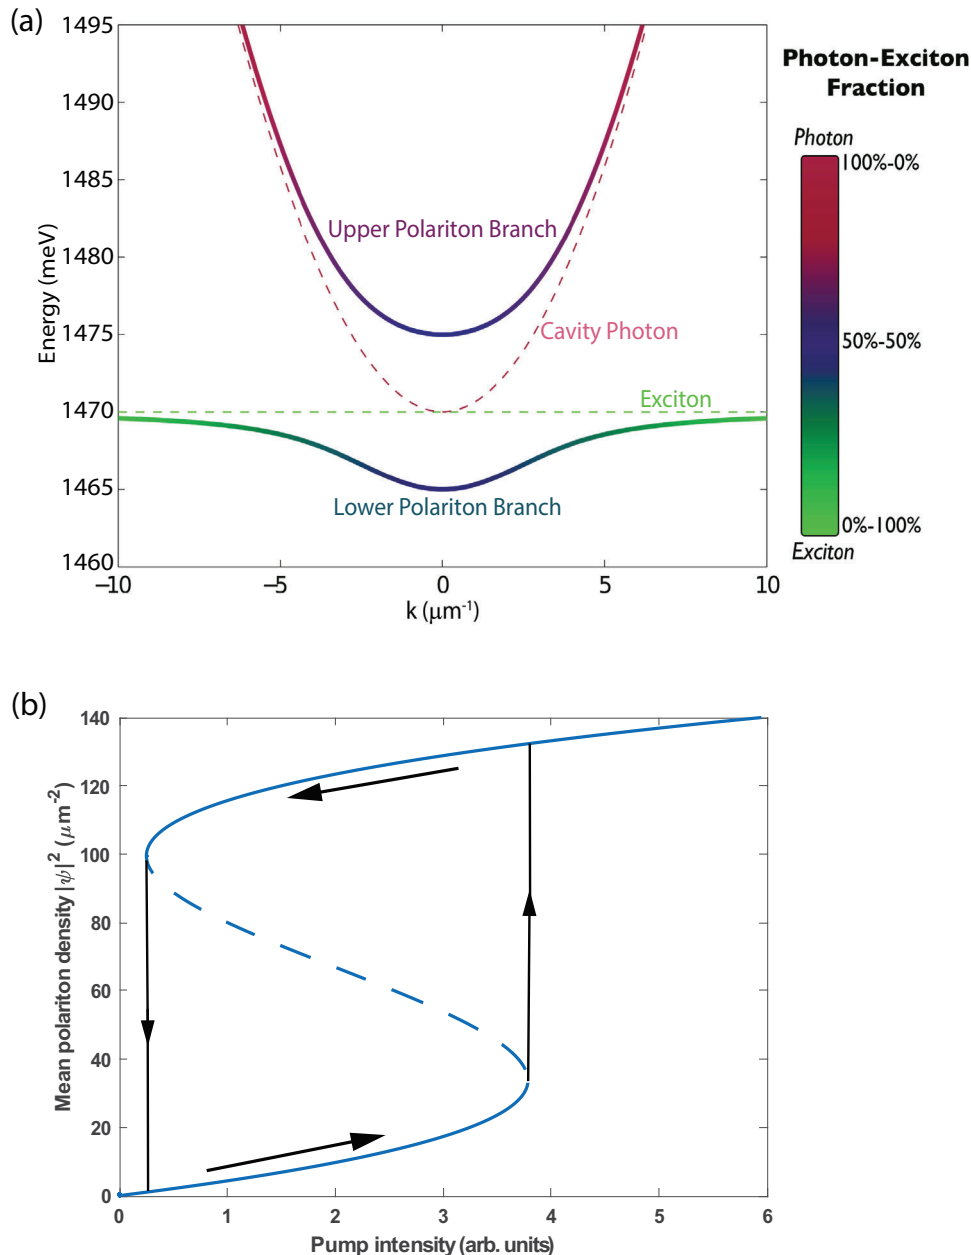 (a)
1495
1490
1485
1480
1475
1470
1465
1460
Energy (meV)
−10
−5
0
5
10
k (μm⁻¹)
Upper Polariton Branch
Cavity Photon
Exciton
Lower Polariton Branch
Photon-Exciton
Fraction
Photon
100%-0%
50%-50%
0%-100%
Exciton
(b)
140
120
100
80
60
40
20
0
Mean polariton density |ψ|² (μm⁻²)
0
1
2
3
4
5
6
Pump intensity (arb. units)